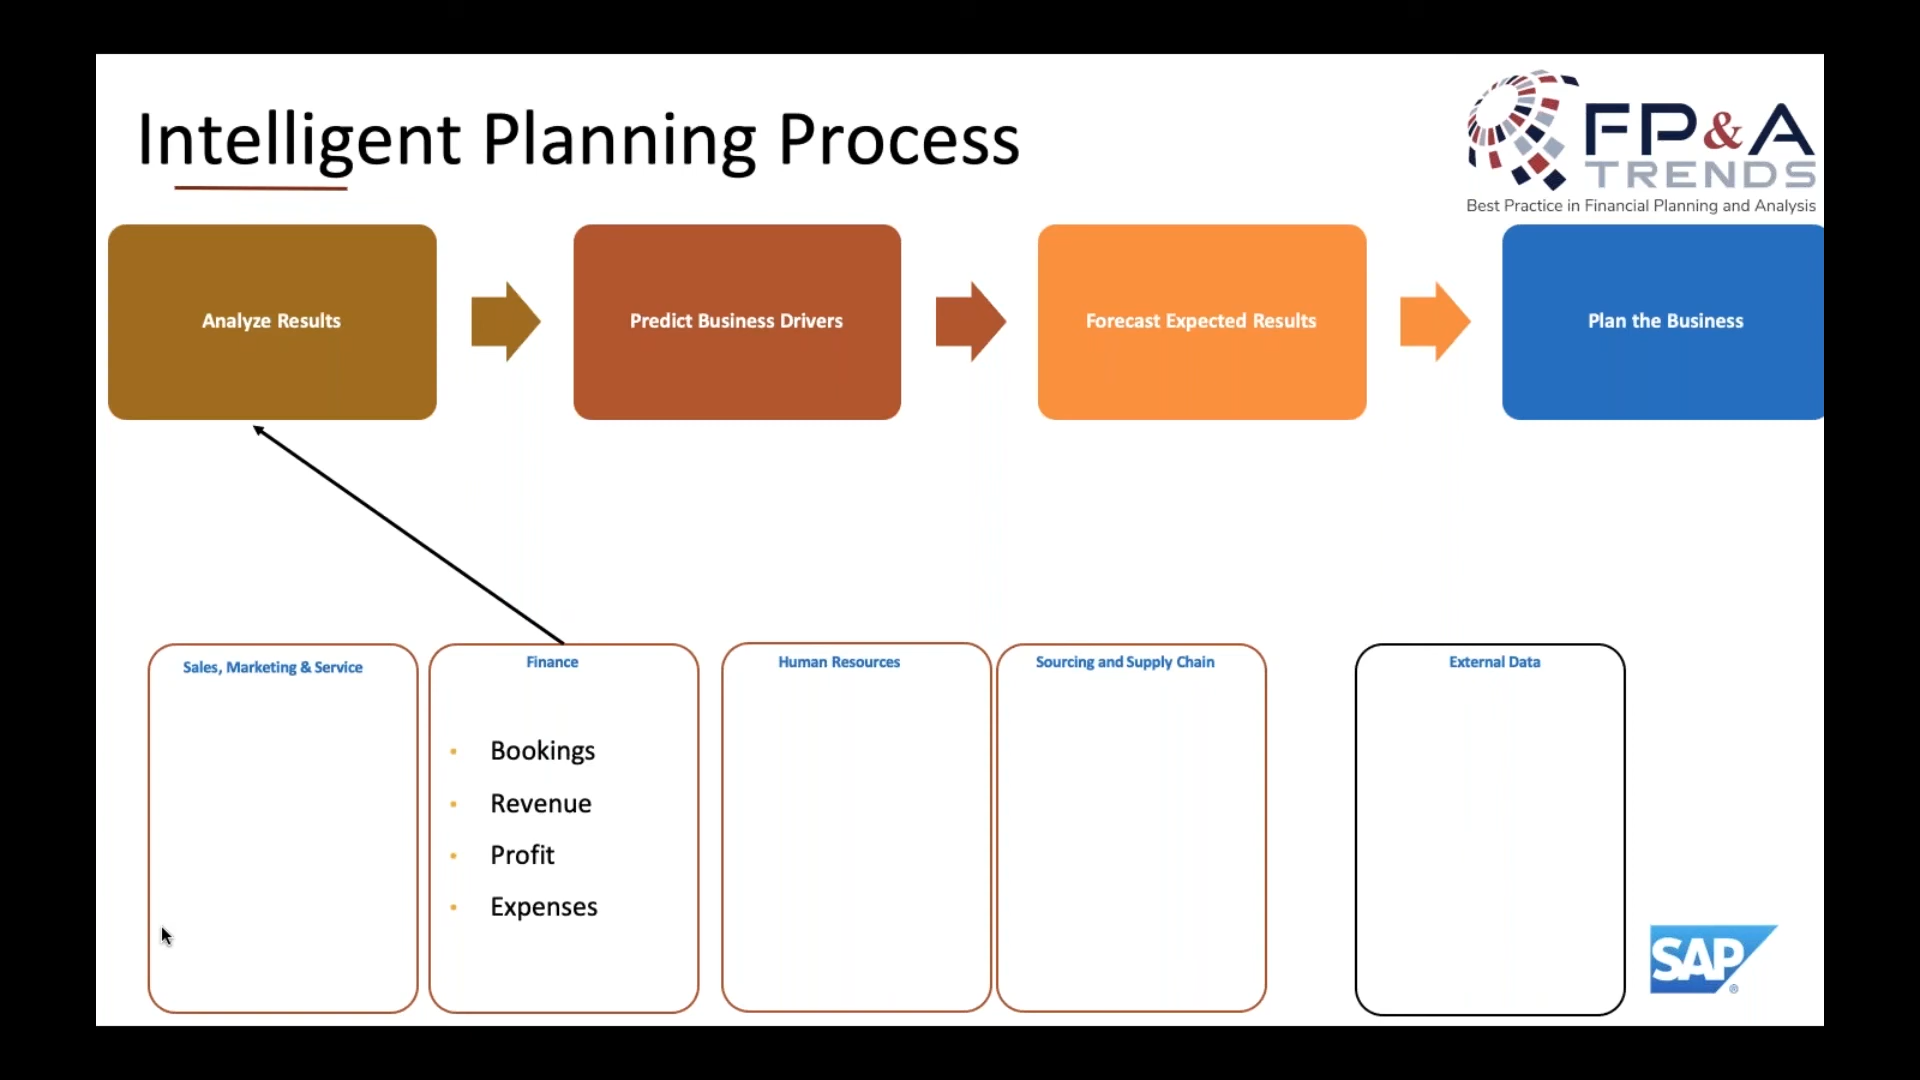 Intelligent Planning Process
FP&A
TRENDS
Best Practice in Financial Planning and Analysis
Analyze Results
Predict Business Drivers
Forecast Expected Results
Plan the Business
Sales, Marketing & Service
Finance
• Bookings
• Revenue
• Profit
• Expenses
Human Resources
Sourcing and Supply Chain
External Data
SAP®